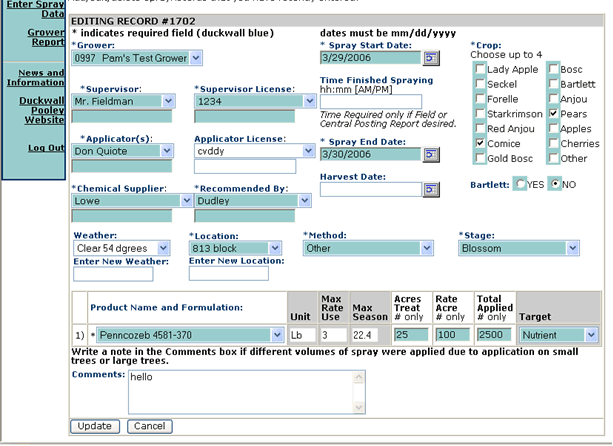 Enter Spray
Data
Grower
Report
News and
Information
Duckwall
Pooley
Website
Log Out
EDITING RECORD #1702
* indicates required field (duckwall blue)
dates must be mm/dd/yyyy
*Grower:
0997 Pam's Test Grower
* Spray Start Date:
3/29/2006
*Crop:
Choose up to 4
Lady Apple
Bosc
Seckel
Bartlett
Forelle
Anjou
Starkrimson
Pears
Red Anjou
Apples
Comice
Cherries
Gold Bosc
Other
Time Finished Spraying
hh:mm [AM/PM]
Time Required only if Field or
Central Posting Report desired.
*Supervisor:
Mr. Fieldman
*Supervisor License:
1234
*Applicator(s):
Don Quiote
Applicator License:
cvddy
* Spray End Date:
3/30/2006
Harvest Date:
Bartlett:
YES
NO
*Chemical Supplier:
Lowe
*Recommended By:
Dudley
Weather:
Clear 54 dgrees
*Location:
813 block
*Method:
Other
*Stage:
Blossom
Enter New Weather:
Enter New Location:
Product Name and Formulation:
Unit
Max
Rate
Use
Max
Season
Acres
Treat
# only
Rate
Acre
# only
Total
Applied
# only
Target
1) * Penncozeb 4581-370
Lb
3
22.4
25
100
2500
Nutrient
Write a note in the Comments box if different volumes of spray were applied due to application on small
trees or large trees.
Comments:
hello
Update
Cancel